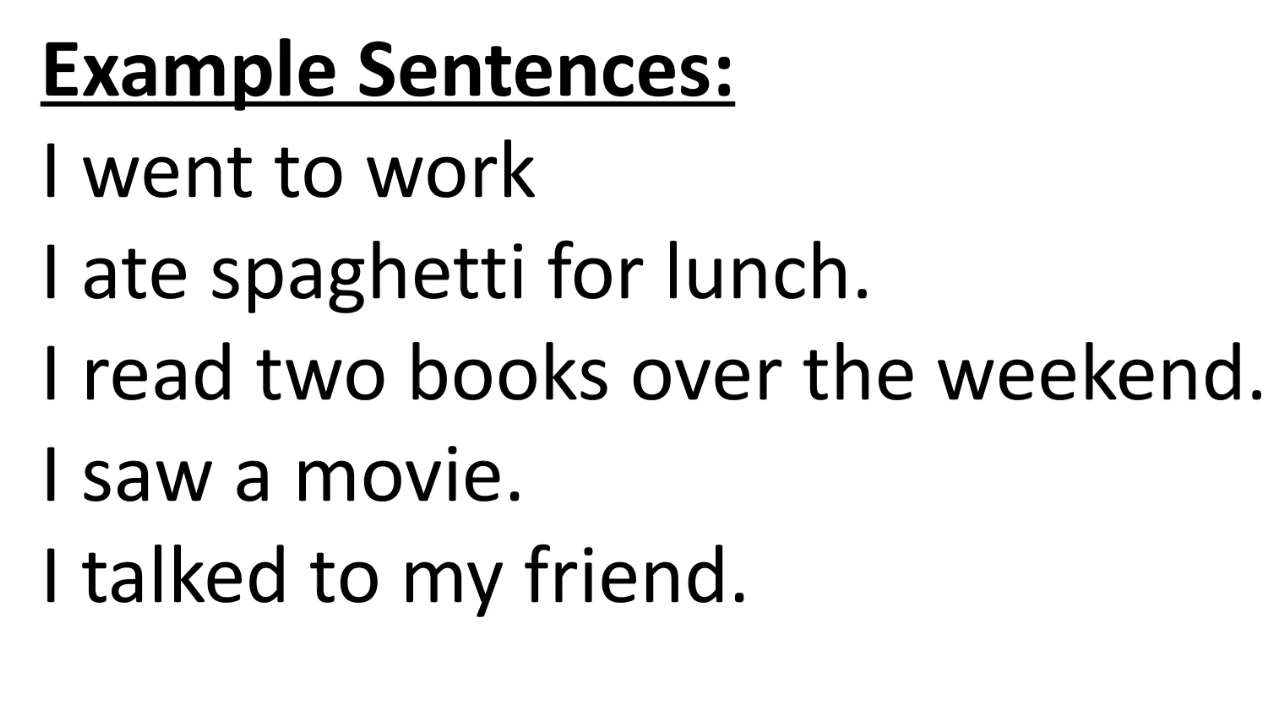 Example Sentences:
I went to work
I ate spaghetti for lunch.
I read two books over the weekend.
I saw a movie.
I talked to my friend.